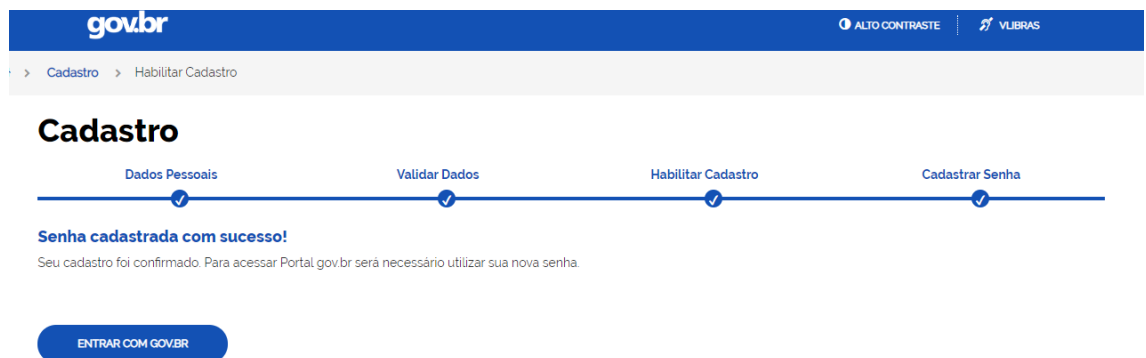 gov.br
ALTO CONTRASTE VLIBRAS
> Cadastro > Habilitar Cadastro
Cadastro
Dados Pessoais Validar Dados Habilitar Cadastro Cadastrar Senha
Senha cadastrada com sucesso!
Seu cadastro foi confirmado. Para acessar Portal gov.br será necessário utilizar sua nova senha.
ENTRAR COM GOV.BR